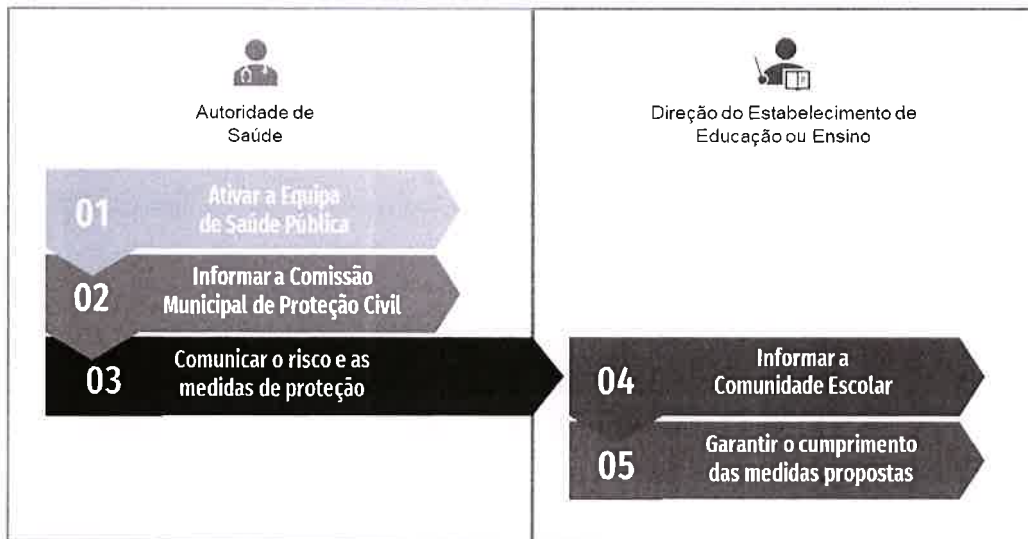 Autoridade de
Saúde
Direção do Estabelecimento de
Educação ou Ensino
01
Ativar a Equipa
de Saúde Pública
02
Informar a Comissão
Municipal de Proteção Civil
03
Comunicar o risco e as
medidas de proteção
04
Informar a
Comunidade Escolar
05
Garantir o cumprimento
das medidas propostas